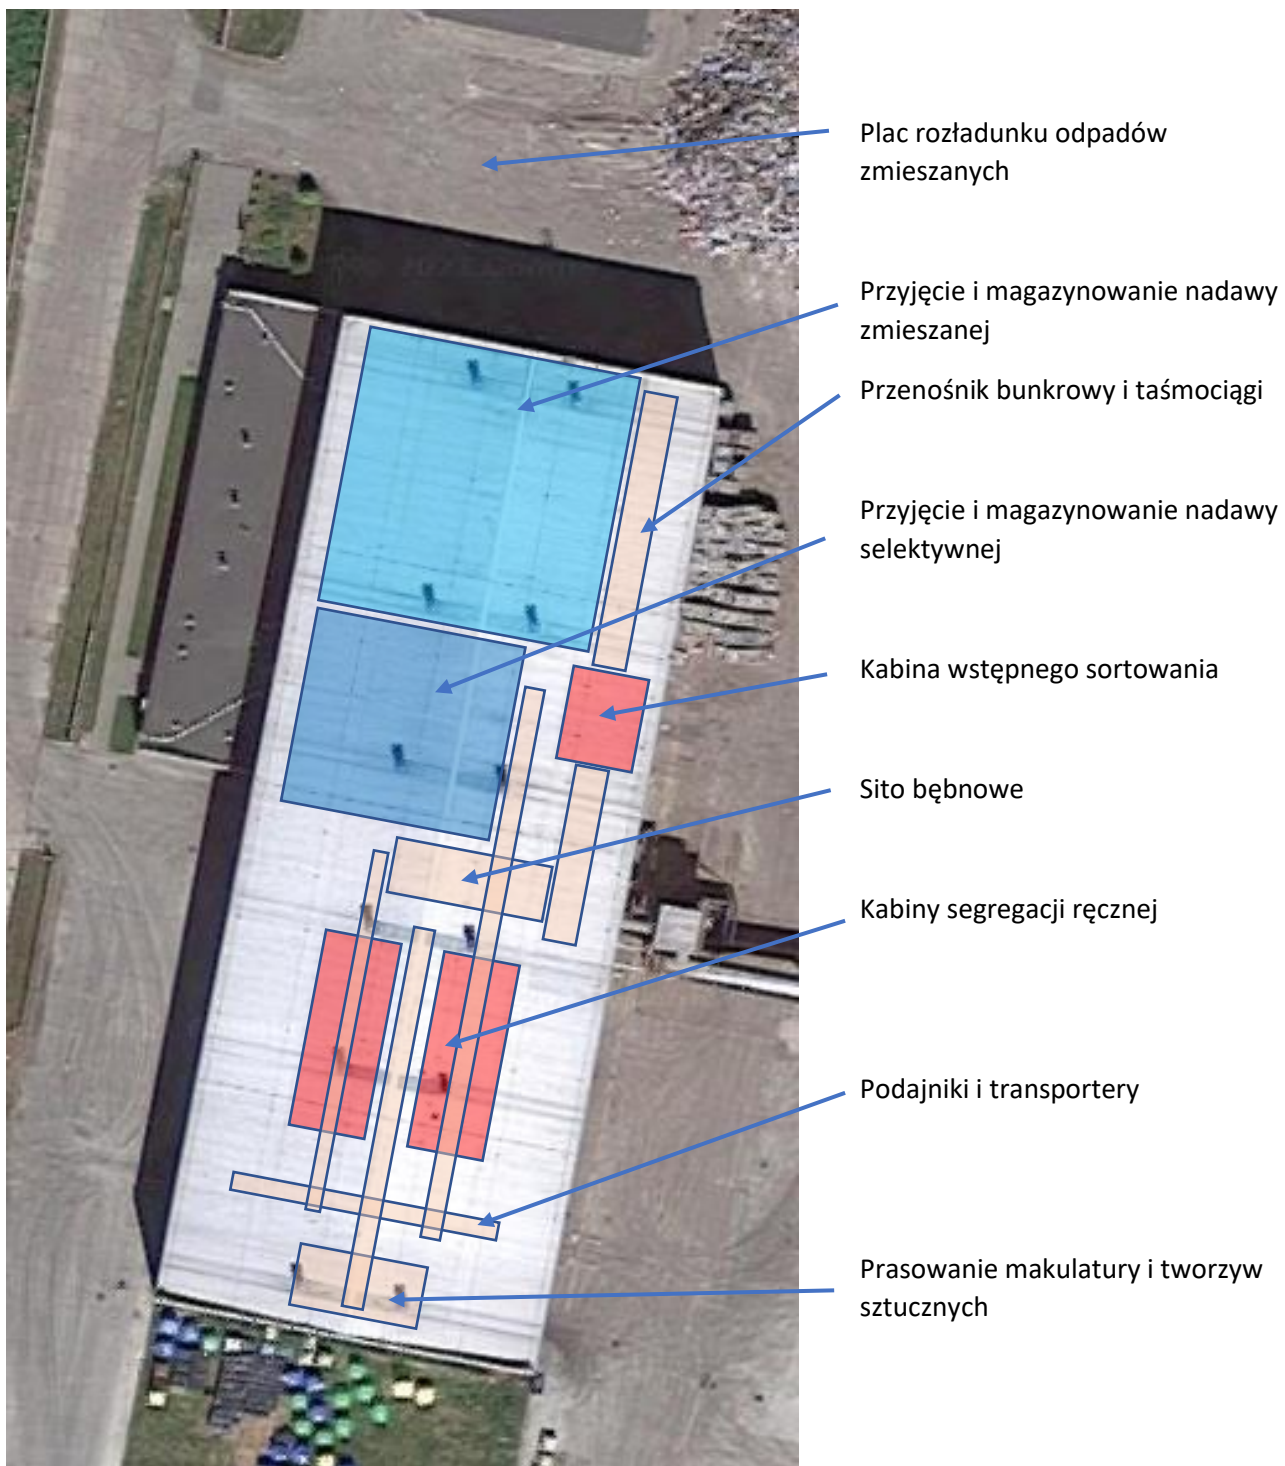 Plac rozładunku odpadów
zmieszanych
Przyjęcie i magazynowanie nadawy
zmieszanej
Przenośnik bunkrowy i taśmociągi
Przyjęcie i magazynowanie nadawy
selektywnej
Kabina wstępnego sortowania
Sito bębnowe
Kabiny segregacji ręcznej
Podajniki i transportery
Prasowanie makulatury i tworzyw
sztucznych